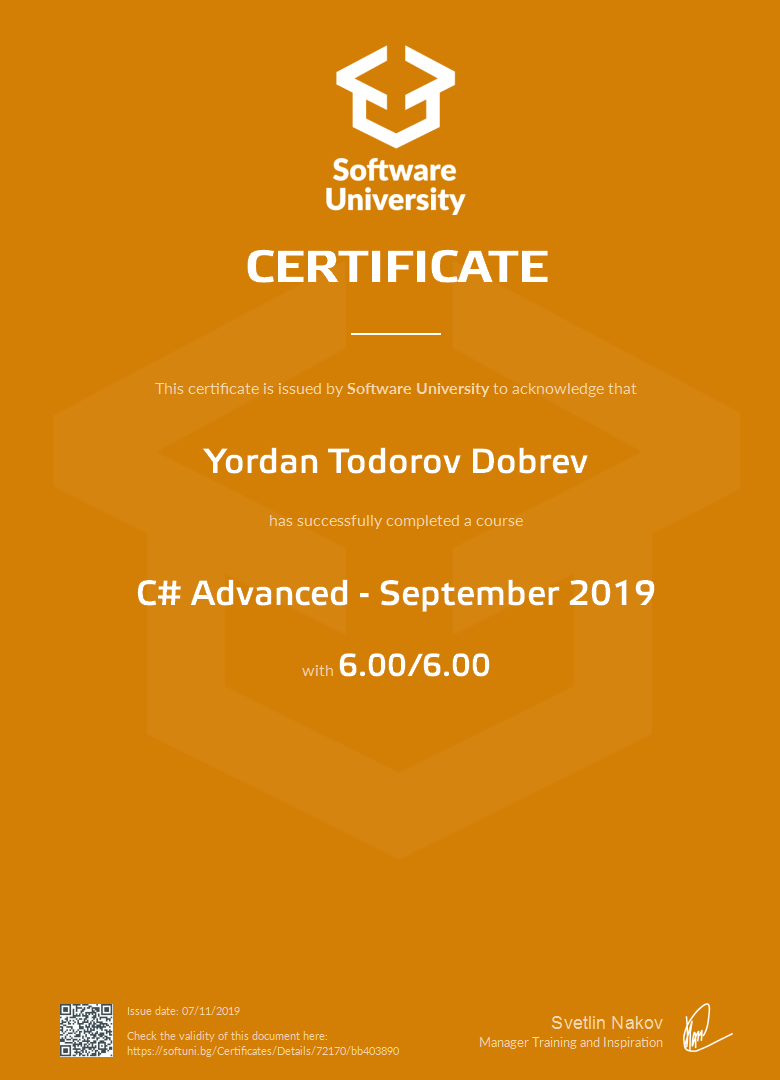 Software
University
CERTIFICATE
This certificate is issued by Software University to acknowledge that
Yordan Todorov Dobrev
has successfully completed a course
C# Advanced - September 2019
with 6.00/6.00
Issue date: 07/11/2019
Check the validity of this document here:
https://softuni.bg/Certificates/Details/72170/bb403890
Svetlin Nakov
Manager Training and Inspiration